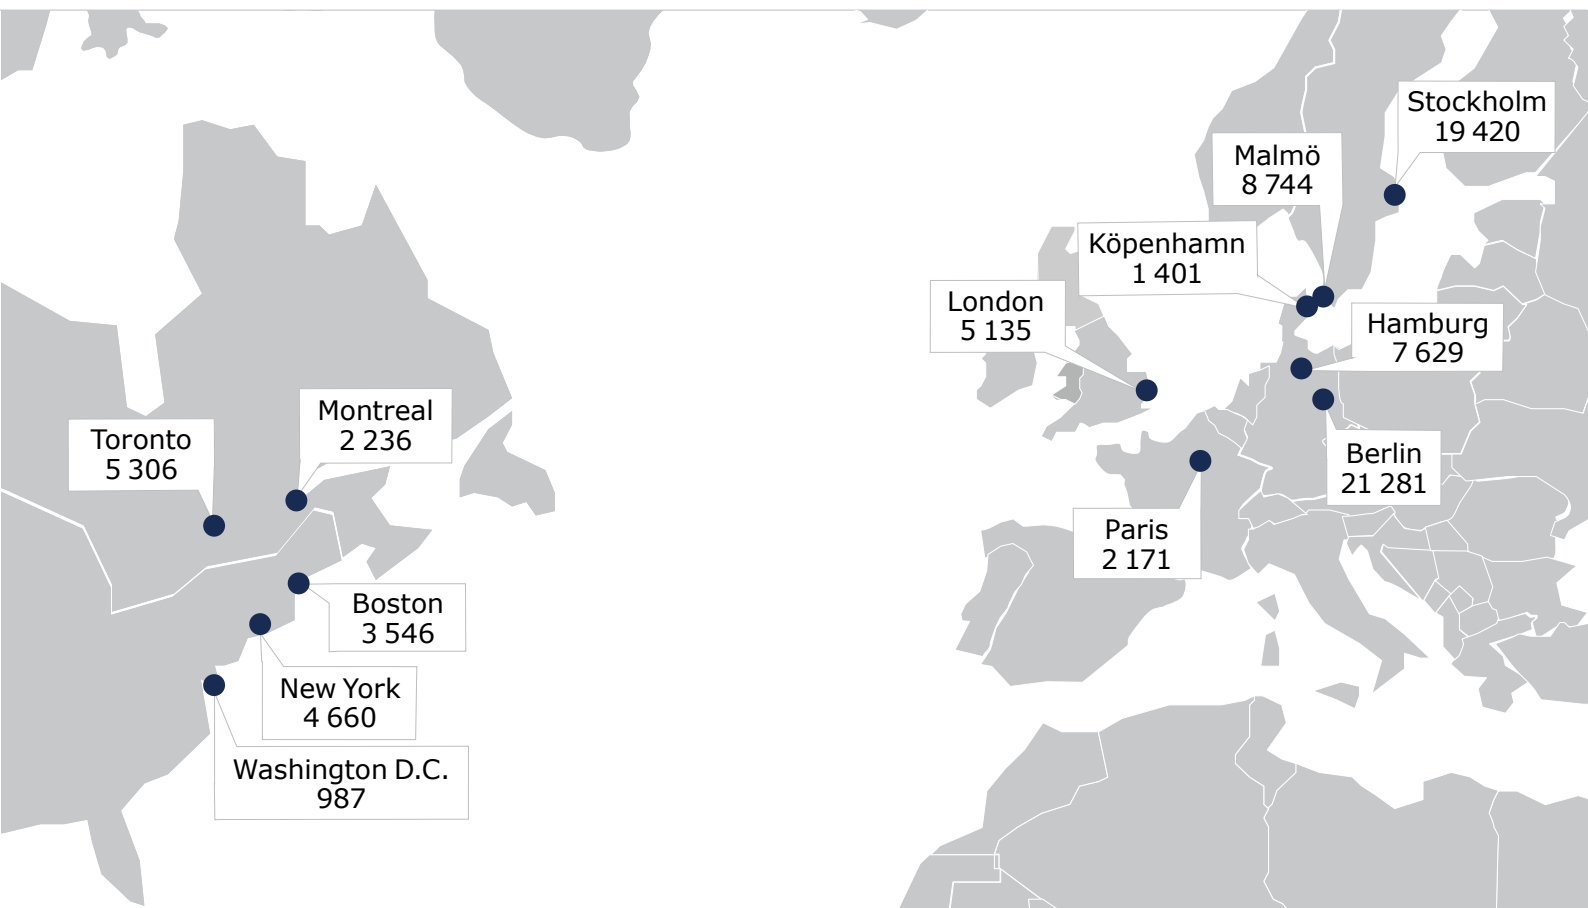 Stockholm
19 420
Malmö
8 744
Köpenhamn
1 401
London
5 135
Hamburg
7 629
Montreal
2 236
Toronto
5 306
Berlin
21 281
Paris
2 171
Boston
3 546
New York
4 660
Washington D.C.
987